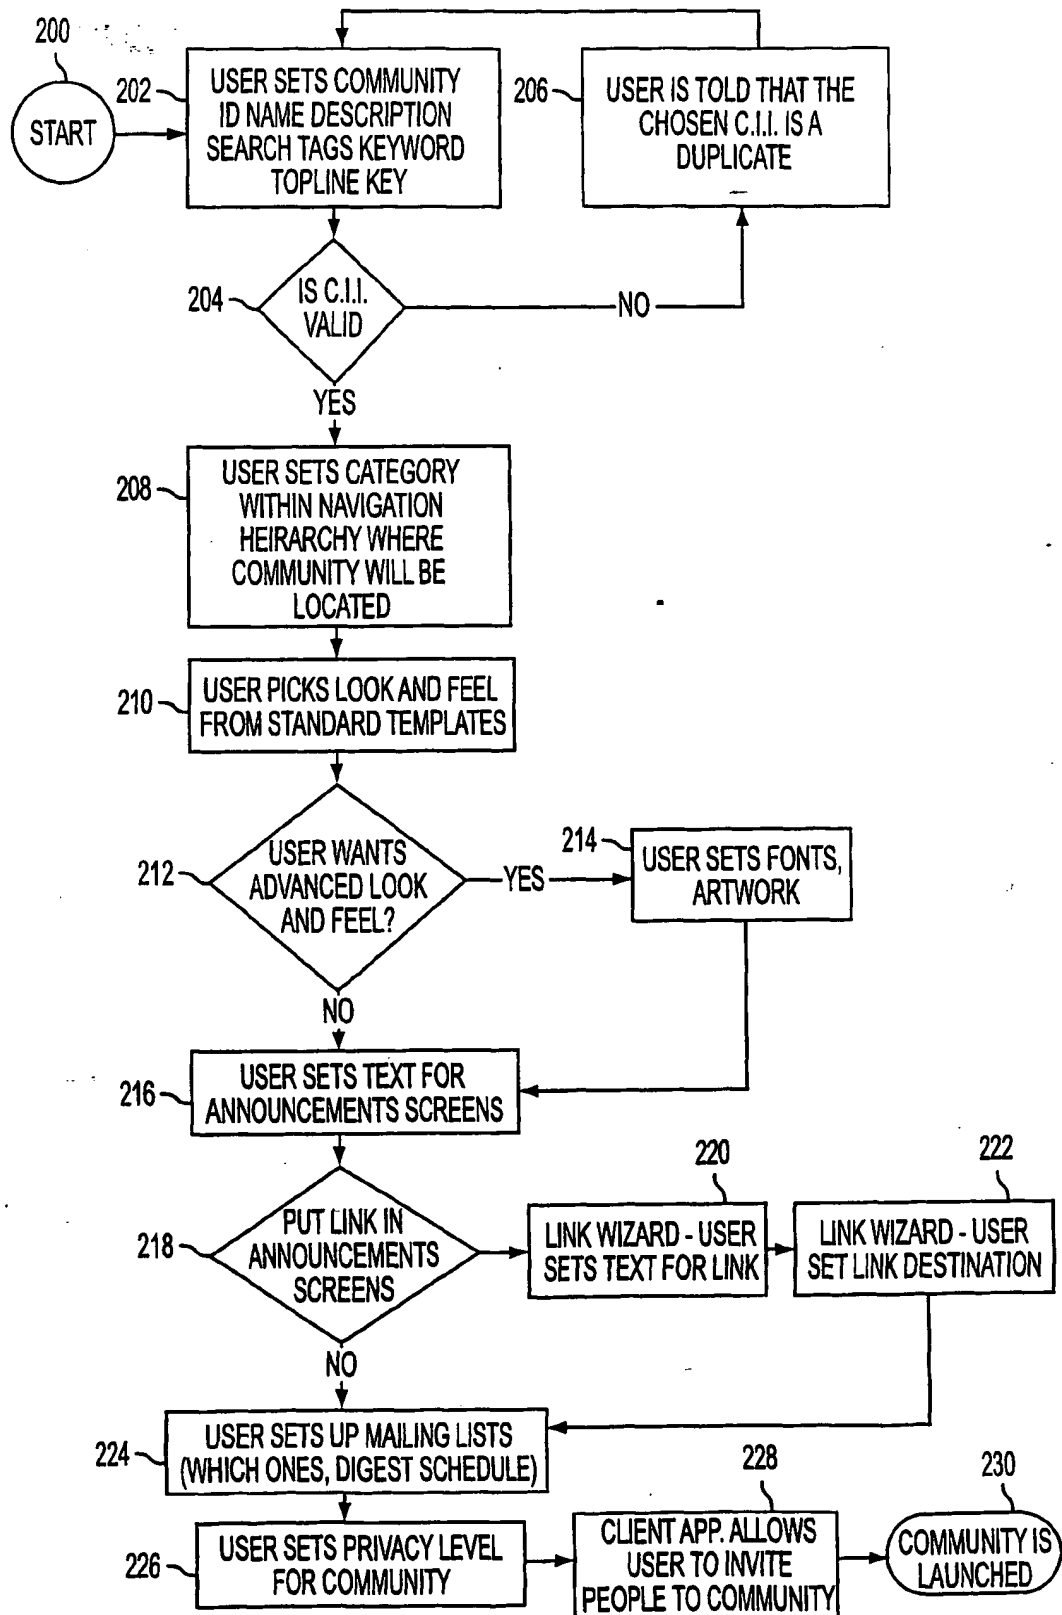 200
START
202
USER SETS COMMUNITY
ID NAME DESCRIPTION
SEARCH TAGS KEYWORD
TOPLINE KEY
206
USER IS TOLD THAT THE
CHOSEN C.I.I. IS A
DUPLICATE
204
IS C.I.I.
VALID
NO
YES
208
USER SETS CATEGORY
WITHIN NAVIGATION
HEIRARCHY WHERE
COMMUNITY WILL BE
LOCATED
210
USER PICKS LOOK AND FEEL
FROM STANDARD TEMPLATES
212
USER WANTS
ADVANCED LOOK
AND FEEL?
YES
214
USER SETS FONTS,
ARTWORK
NO
216
USER SETS TEXT FOR
ANNOUNCEMENTS SCREENS
218
PUT LINK IN
ANNOUNCEMENTS
SCREENS
220
LINK WIZARD - USER
SETS TEXT FOR LINK
222
LINK WIZARD - USER
SET LINK DESTINATION
NO
224
USER SETS UP MAILING LISTS
(WHICH ONES, DIGEST SCHEDULE)
226
USER SETS PRIVACY LEVEL
FOR COMMUNITY
228
CLIENT APP. ALLOWS
USER TO INVITE
PEOPLE TO COMMUNITY
230
COMMUNITY IS
LAUNCHED